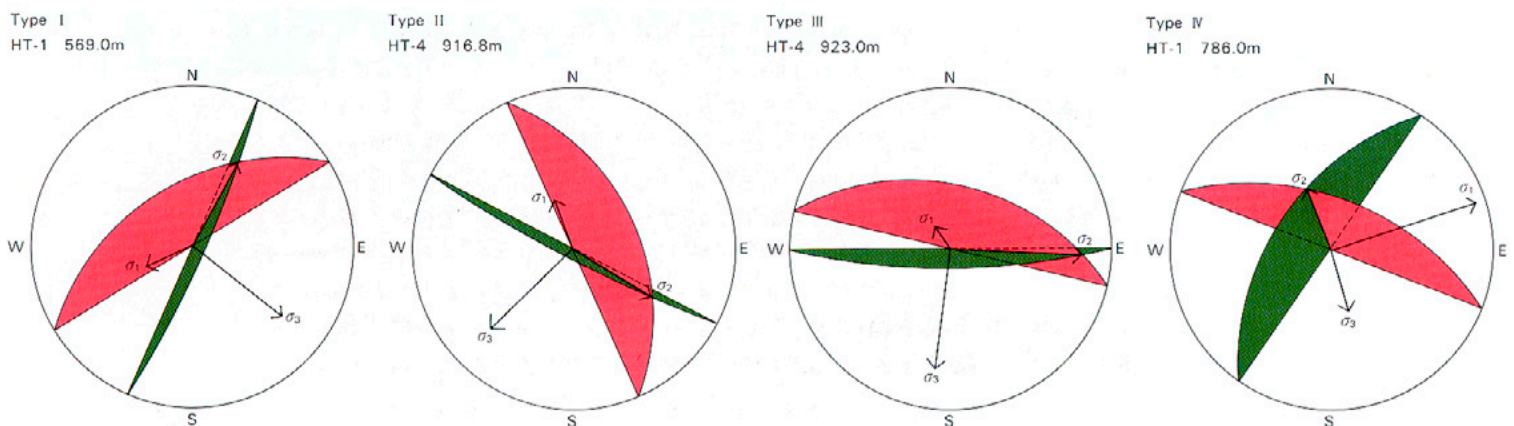 Type I
HT-1 569.0m
N
W
σ2
σ1
σ3
S
Type II
HT-4 916.8m
N
W
E
σ1
σ2
σ3
S
Type III
HT-4 923.0m
N
W
E
σ1
σ2
σ3
S
Type IV
HT-1 786.0m
N
W
E
σ2
σ1
σ3
S
E